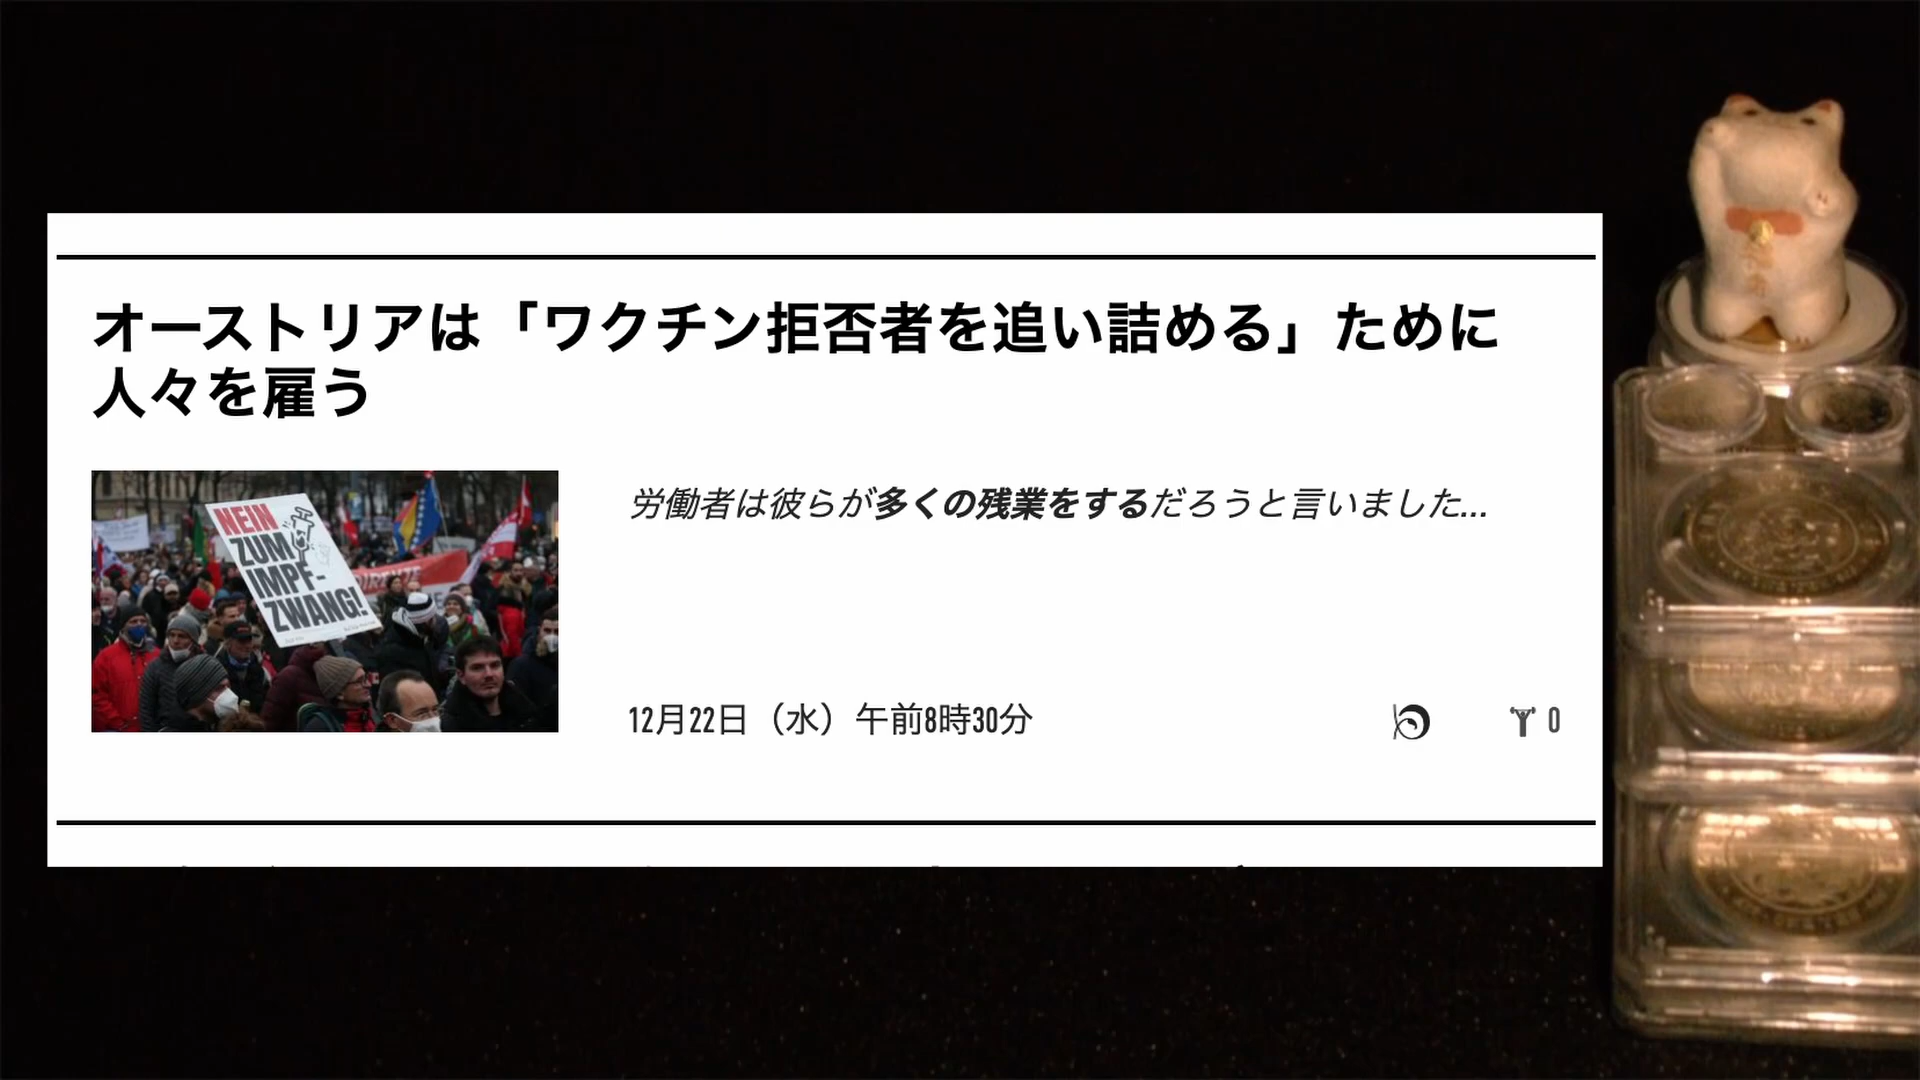 オーストリアは「ワクチン拒否者を追い詰める」ために
人々を雇う
NEIN
ZUM
IMPF-
ZWANG!
労働者は彼らが多くの残業をするだろうと言いました...
12月22日（水）午前8時30分
0